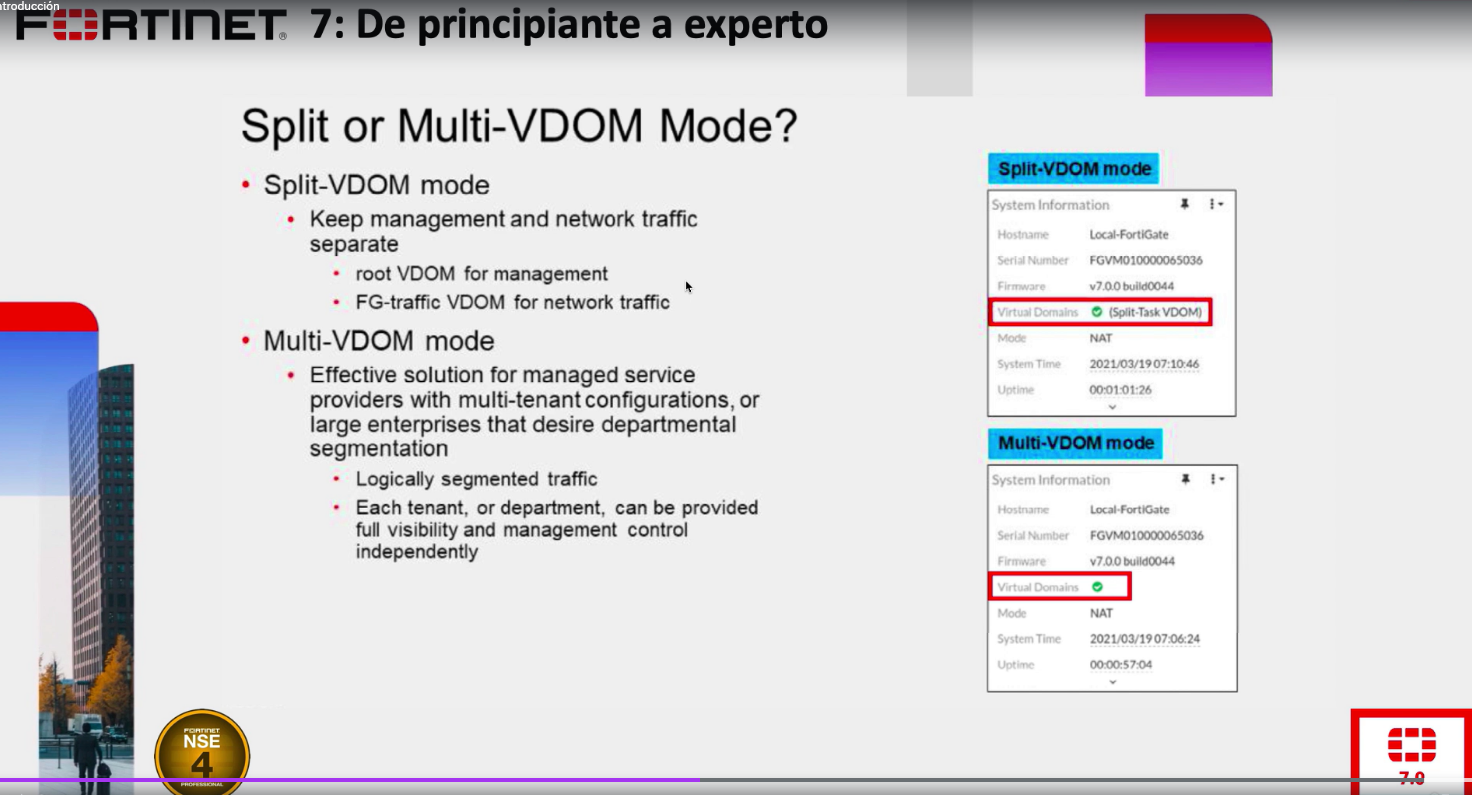 ntroducción
FORTINET® 7: De principiante a experto
Split or Multi-VDOM Mode?
• Split-VDOM mode
• Keep management and network traffic
separate
• root VDOM for management
• FG-traffic VDOM for network traffic
• Multi-VDOM mode
• Effective solution for managed service
providers with multi-tenant configurations, or
large enterprises that desire departmental
segmentation
• Logically segmented traffic
• Each tenant, or department, can be provided
full visibility and management control
independently
Split-VDOM mode
System Information
Hostname Local-FortiGate
Serial Number FGVM010000065036
Firmware v7.0.0 build0044
Virtual Domains (Split-Task VDOM)
Mode NAT
System Time 2021/03/19 07:10:46
Uptime 00:01:01:26
Multi-VDOM mode
System Information
Hostname Local-FortiGate
Serial Number FGVM010000065036
Firmware v7.0.0 build0044
Virtual Domains
Mode NAT
System Time 2021/03/19 07:06:24
Uptime 00:00:57:04
FORTINET
NSE
4
PROFESSIONAL
7.0